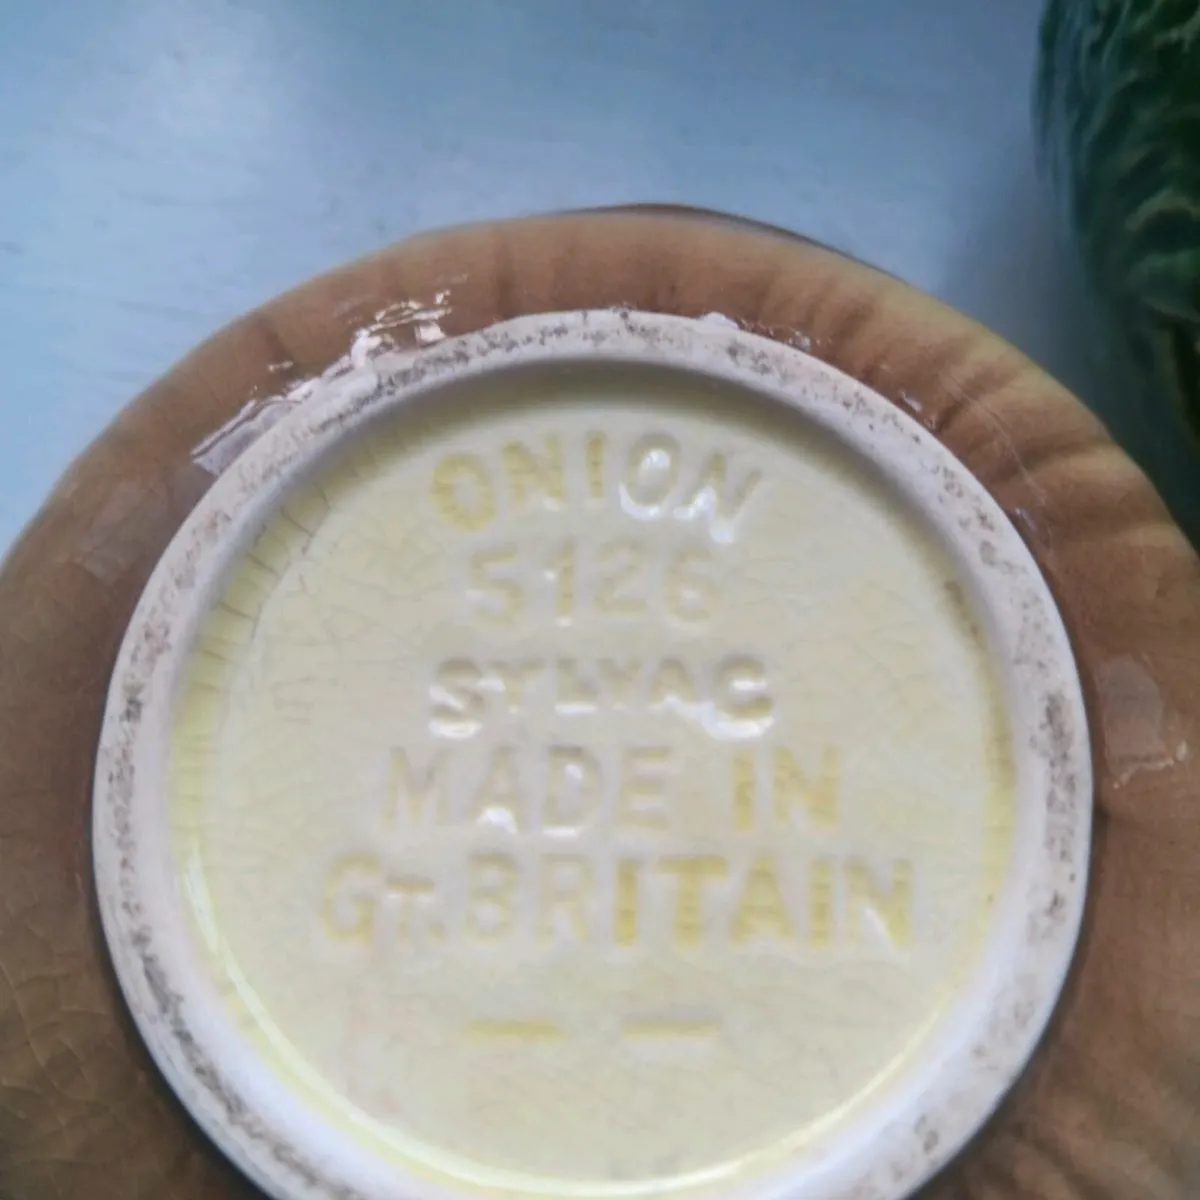 ONION
5126
SYLVAC
MADE IN
GT. BRITAIN